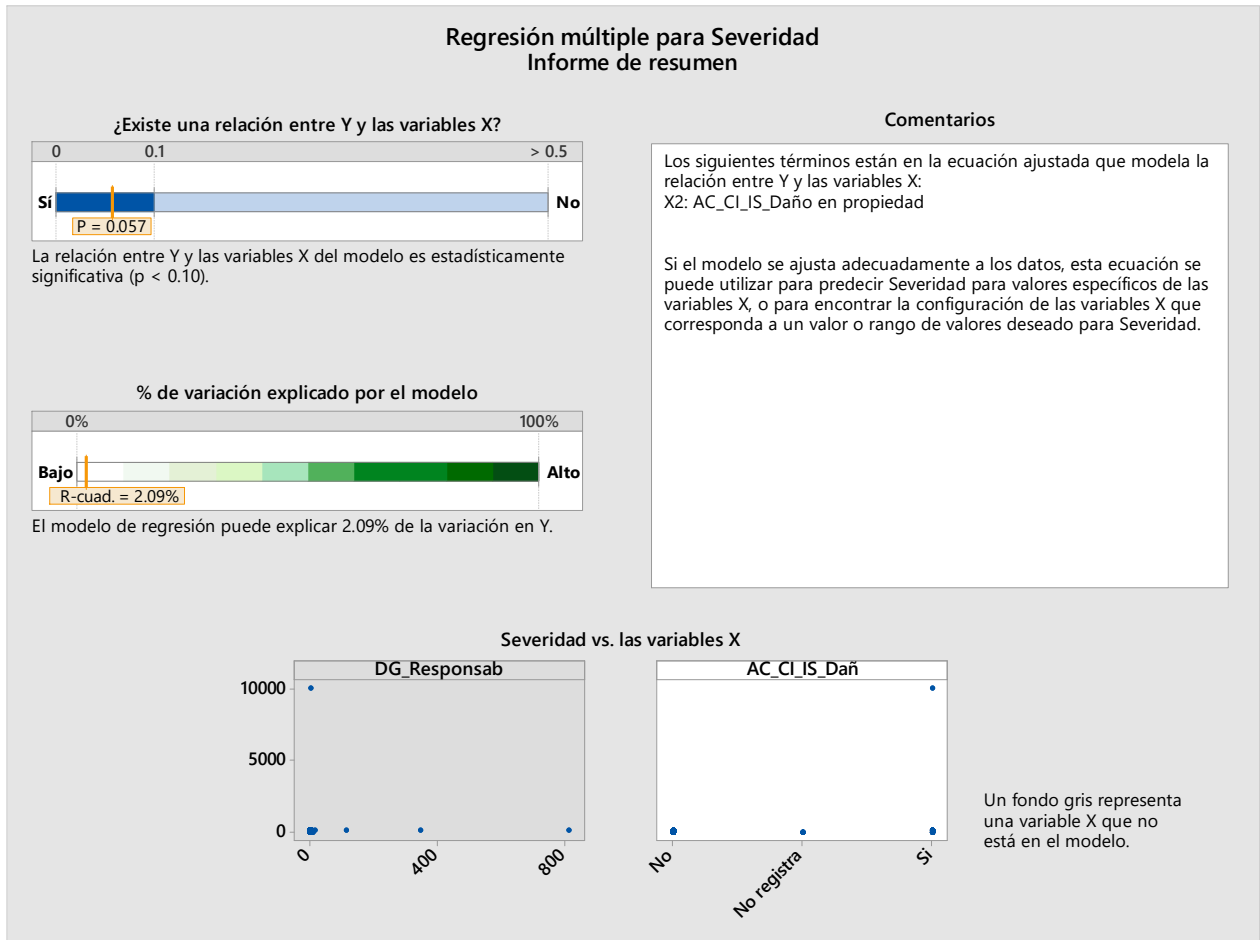 Regresión múltiple para Severidad
Informe de resumen
¿Existe una relación entre Y y las variables X?
0 0.1 > 0.5
Sí No
P = 0.057
La relación entre Y y las variables X del modelo es estadísticamente
significativa (p < 0.10).
% de variación explicado por el modelo
0% 100%
Bajo Alto
R-cuad. = 2.09%
El modelo de regresión puede explicar 2.09% de la variación en Y.
Comentarios
Los siguientes términos están en la ecuación ajustada que modela la
relación entre Y y las variables X:
X2: AC_CI_IS_Daño en propiedad
Si el modelo se ajusta adecuadamente a los datos, esta ecuación se
puede utilizar para predecir Severidad para valores específicos de las
variables X, o para encontrar la configuración de las variables X que
corresponda a un valor o rango de valores deseado para Severidad.
Severidad vs. las variables X
DG_Responsab AC_CI_IS_Dañ
10000
5000
0
0 400 800
No No registra Si
Un fondo gris representa
una variable X que no
está en el modelo.